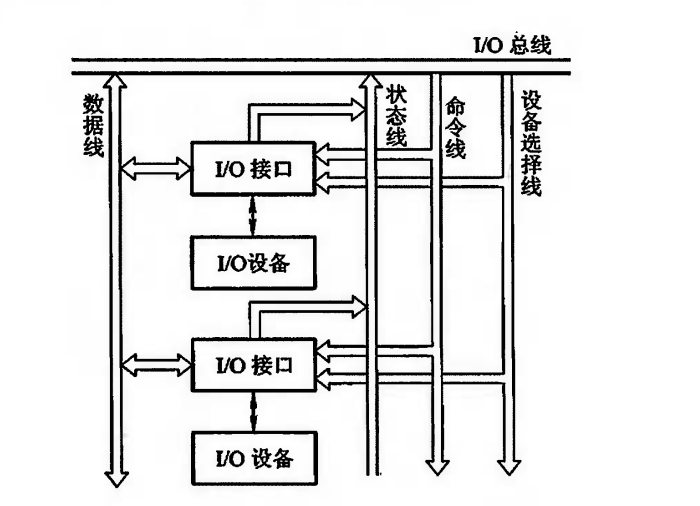 I/O 总线
数据线
状态线
命令线
设备选择线
I/O 接口
I/O设备
I/O 接口
I/O 设备